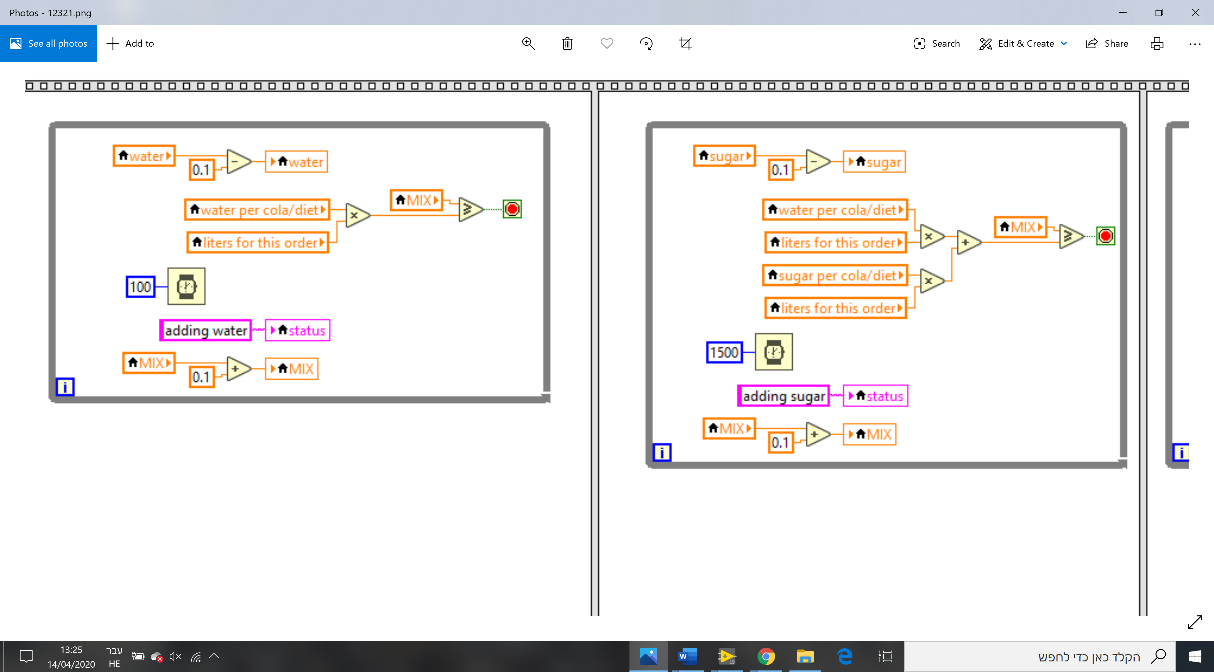 Photos - 12321.png
See all photos
Add to
Search
Edit & Create
Share
water
0.1
water
water per cola/diet
MIX
liters for this order
100
adding water
status
MIX
0.1
MIX
i
sugar
0.1
sugar
water per cola/diet
MIX
liters for this order
sugar per cola/diet
liters for this order
1500
adding sugar
status
MIX
0.1
MIX
i
i
13:25
14/04/2020
עבר
HE
הקלד כאן כדי לחפש